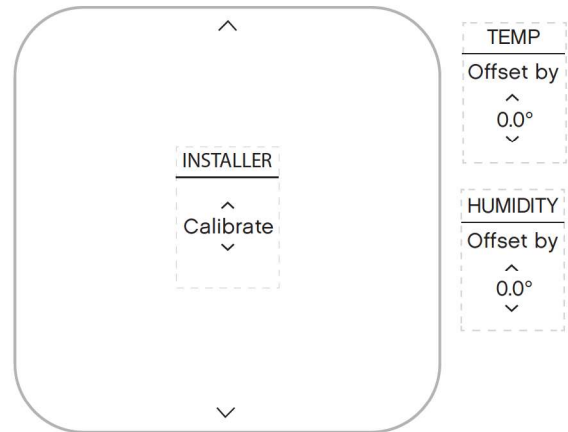 INSTALLER
Calibrate
TEMP
Offset by
0.0°
HUMIDITY
Offset by
0.0°